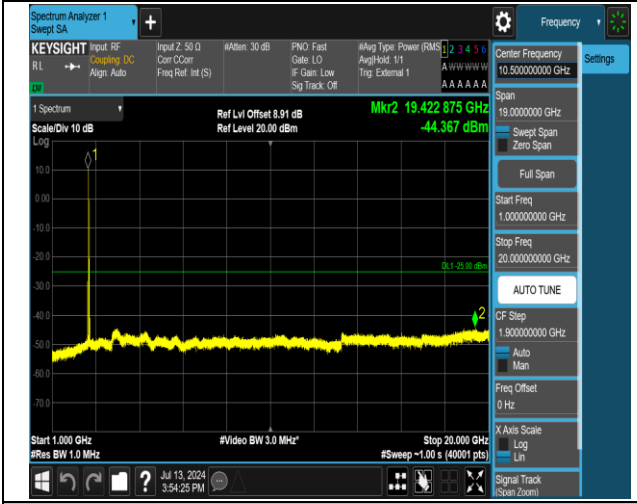 Spectrum Analyzer 1
Swept SA
Frequency
KEYSIGHT
RL
Input: RF
Coupling: DC
Align: Auto
Input Z: 50 Ω
Corr CCorr
Freq Ref: Int (S)
#Atten: 30 dB
PNO: Fast
Gate: LO
IF Gain: Low
Sig Track: Off
#Avg Type: Power (RMS
Avg|Hold: 1/1
Trig: External 1
1 2 3 4 5 6
A W W W W W
A A A A A A
1 Spectrum
Scale/Div 10 dB
Log
Ref Lvl Offset 8.91 dB
Ref Level 20.00 dBm
Mkr2 19.422 875 GHz
-44.367 dBm
1
10.0
0.00
-10.0
-20.0
DL1 -25.00 dBm
-30.0
-40.0
2
-50.0
-60.0
-70.0
Start 1.000 GHz
#Res BW 1.0 MHz
#Video BW 3.0 MHz*
Stop 20.000 GHz
#Sweep ~1.00 s (40001 pts)
Jul 13, 2024
3:54:25 PM
Settings
Center Frequency
10.500000000 GHz
Span
19.0000000 GHz
Swept Span
Zero Span
Full Span
Start Freq
1.000000000 GHz
Stop Freq
20.000000000 GHz
AUTO TUNE
CF Step
1.900000000 GHz
Auto
Man
Freq Offset
0 Hz
X Axis Scale
Log
Lin
Signal Track
(Span Zoom)